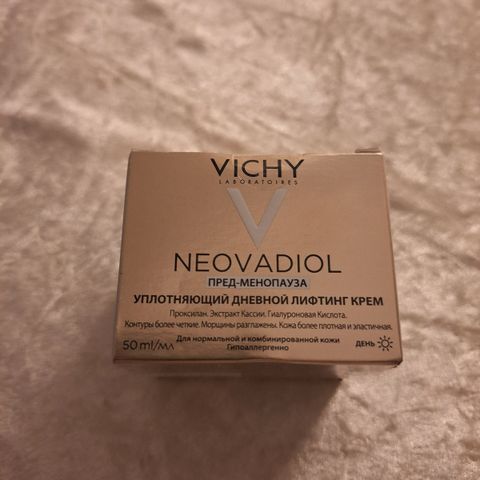 VICHY
LABORATOIRES
V
NEOVADIOL
ПРЕД-МЕНОПАУЗА
УПЛОТНЯЮЩИЙ ДНЕВНОЙ ЛИФТИНГ КРЕМ
Проксилан. Экстракт Кассии. Гиалуроновая Кислота.
Контуры более четкие. Морщины разглажены. Кожа более плотная и эластичная.
Для нормальной и комбинированной кожи
Гипоаллергенно
50 ml/мл
ДЕНЬ